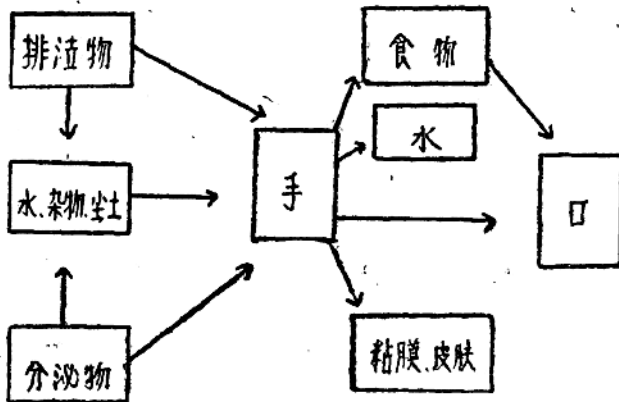 排泄物
食物
水
水、杂物、尘土
手
口
粘膜、皮肤
分泌物